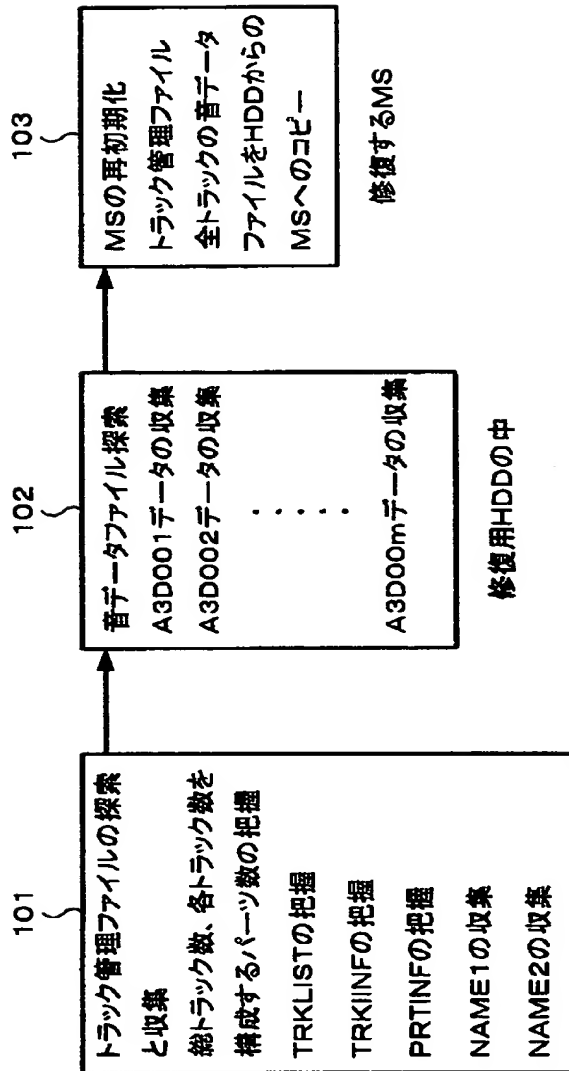 101
トラック管理ファイルの探索
と収集
総トラック数、各トラック数を
構成するパーツ数の把握
TRKLISTの把握
TRKIINFの把握
PRTINFの把握
NAME1の収集
NAME2の収集
102
音データファイル探索
A3D001データの収集
A3D002データの収集
・・・・・
A3D00mデータの収集
修復用HDDの中
103
MSの再初期化
トラック管理ファイル
全トラックの音データ
ファイルをHDDからの
MSへのコピー
修復するMS